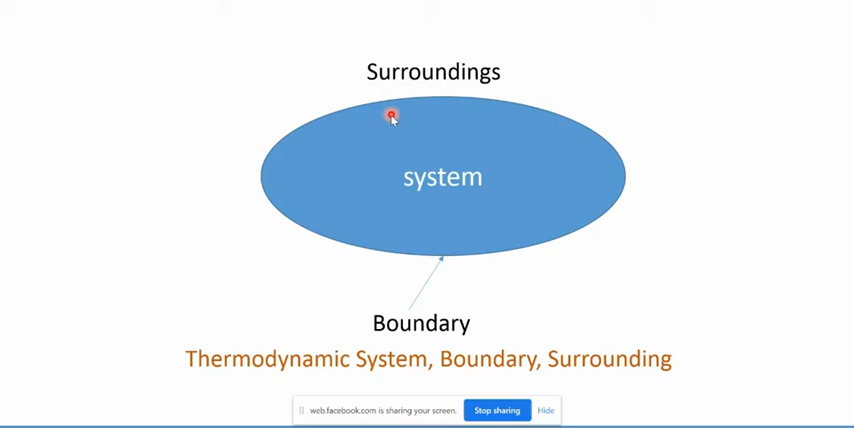 Surroundings
system
Boundary
Thermodynamic System, Boundary, Surrounding
web.facebook.com is sharing your screen. Stop sharing Hide